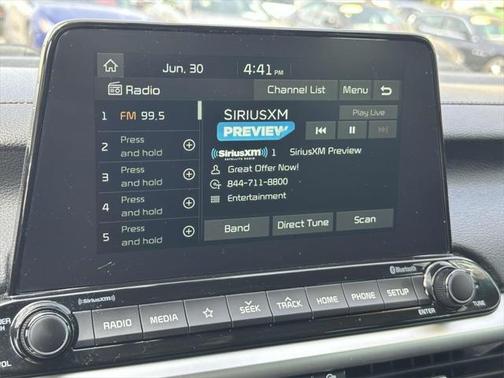 Jun, 30 4:41 PM
Radio Channel List Menu
1 FM 99,5
2 Press and hold
3 Press and hold
4 Press and hold
5 Press and hold
SIRIUSXM
PREVIEW
Play Live
((SiriusXM)) 1 SiriusXM Preview
SATELLITE RADIO
Great Offer Now!
844-711-8800
Entertainment
Band Direct Tune Scan
((SiriusXM)) Bluetooth
RADIO MEDIA SEEK TRACK HOME PHONE SETUP
ENTER TUNE